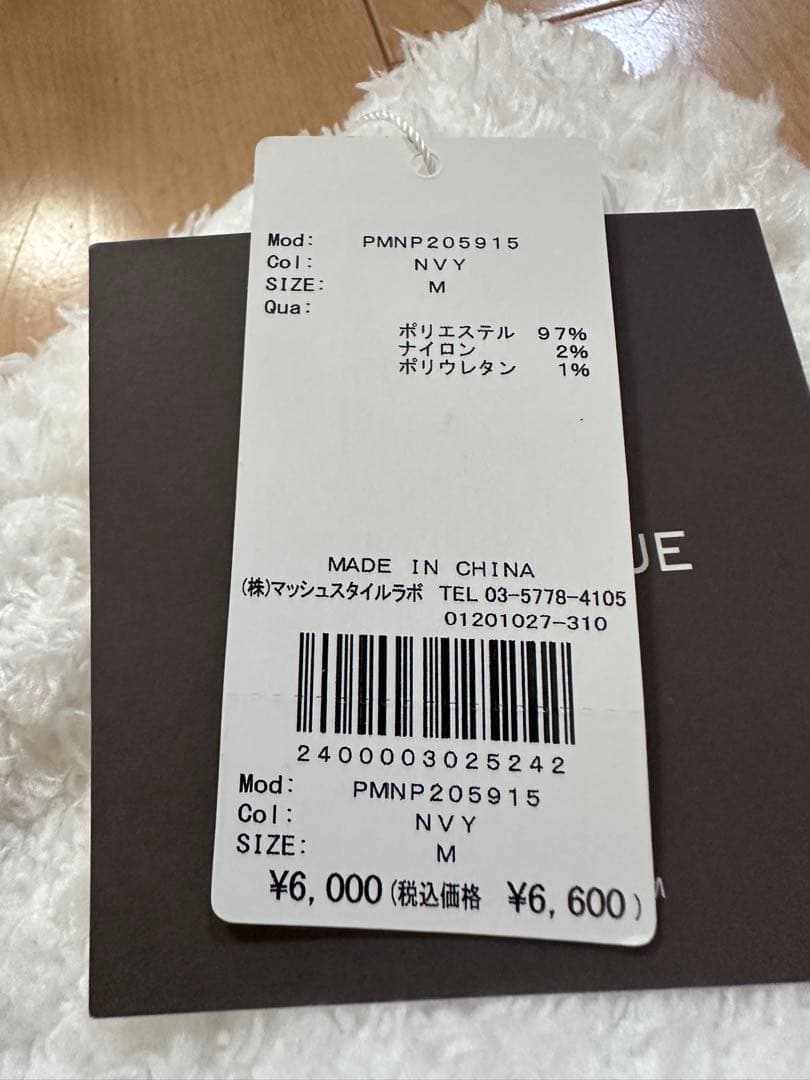 Mod: PMNP205915
Col: NVY
SIZE: M
Qua:
ポリエステル 97%
ナイロン 2%
ポリウレタン 1%
UE
MADE IN CHINA
(株)マッシュスタイルラボ TEL 03-5778-4105
01201027-310
2400003025242
Mod: PMNP205915
Col: NVY
SIZE: M
¥6,000(税込価格 ¥6,600)